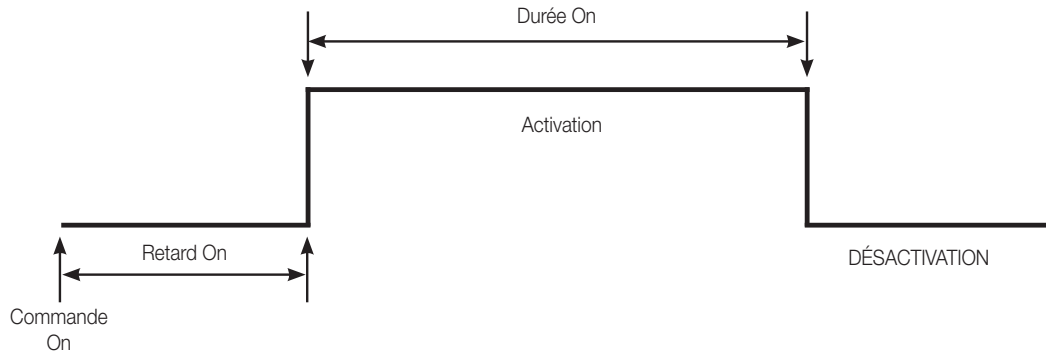 Durée On
Activation
Retard On
DÉSACTIVATION
Commande
On